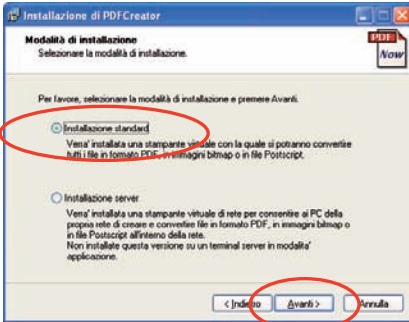 Installazione di PDFCreator
Modalità di installazione
Selezionare la modalità di installazione.
PDF
Now
Per favore, selezionare la modalità di installazione e premere Avanti.
Installazione standard
Verra' installata una stampante virtuale con la quale si potranno convertire
tutti i file in formato PDF, in immagini bitmap o in file Postscript.
Installazione server
Verra' installata una stampante virtuale di rete per consentire ai PC della
propria rete di creare e convertire file in formato PDF, in immagini bitmap o
in file Postscript all'interno della rete.
Non installate questa versione su un terminal server in modalita'
applicazione.
< Indietro Avanti > Annulla